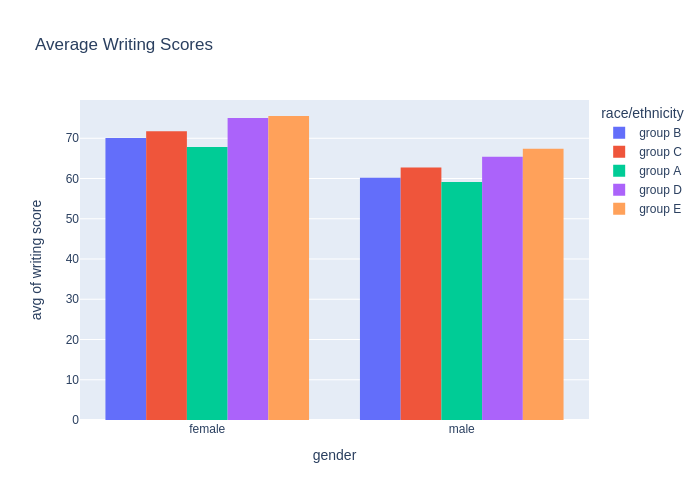 Average Writing Scores
race/ethnicity
group B
group C
group A
group D
group E
avg of writing score
70
60
50
40
30
20
10
0
female
male
gender